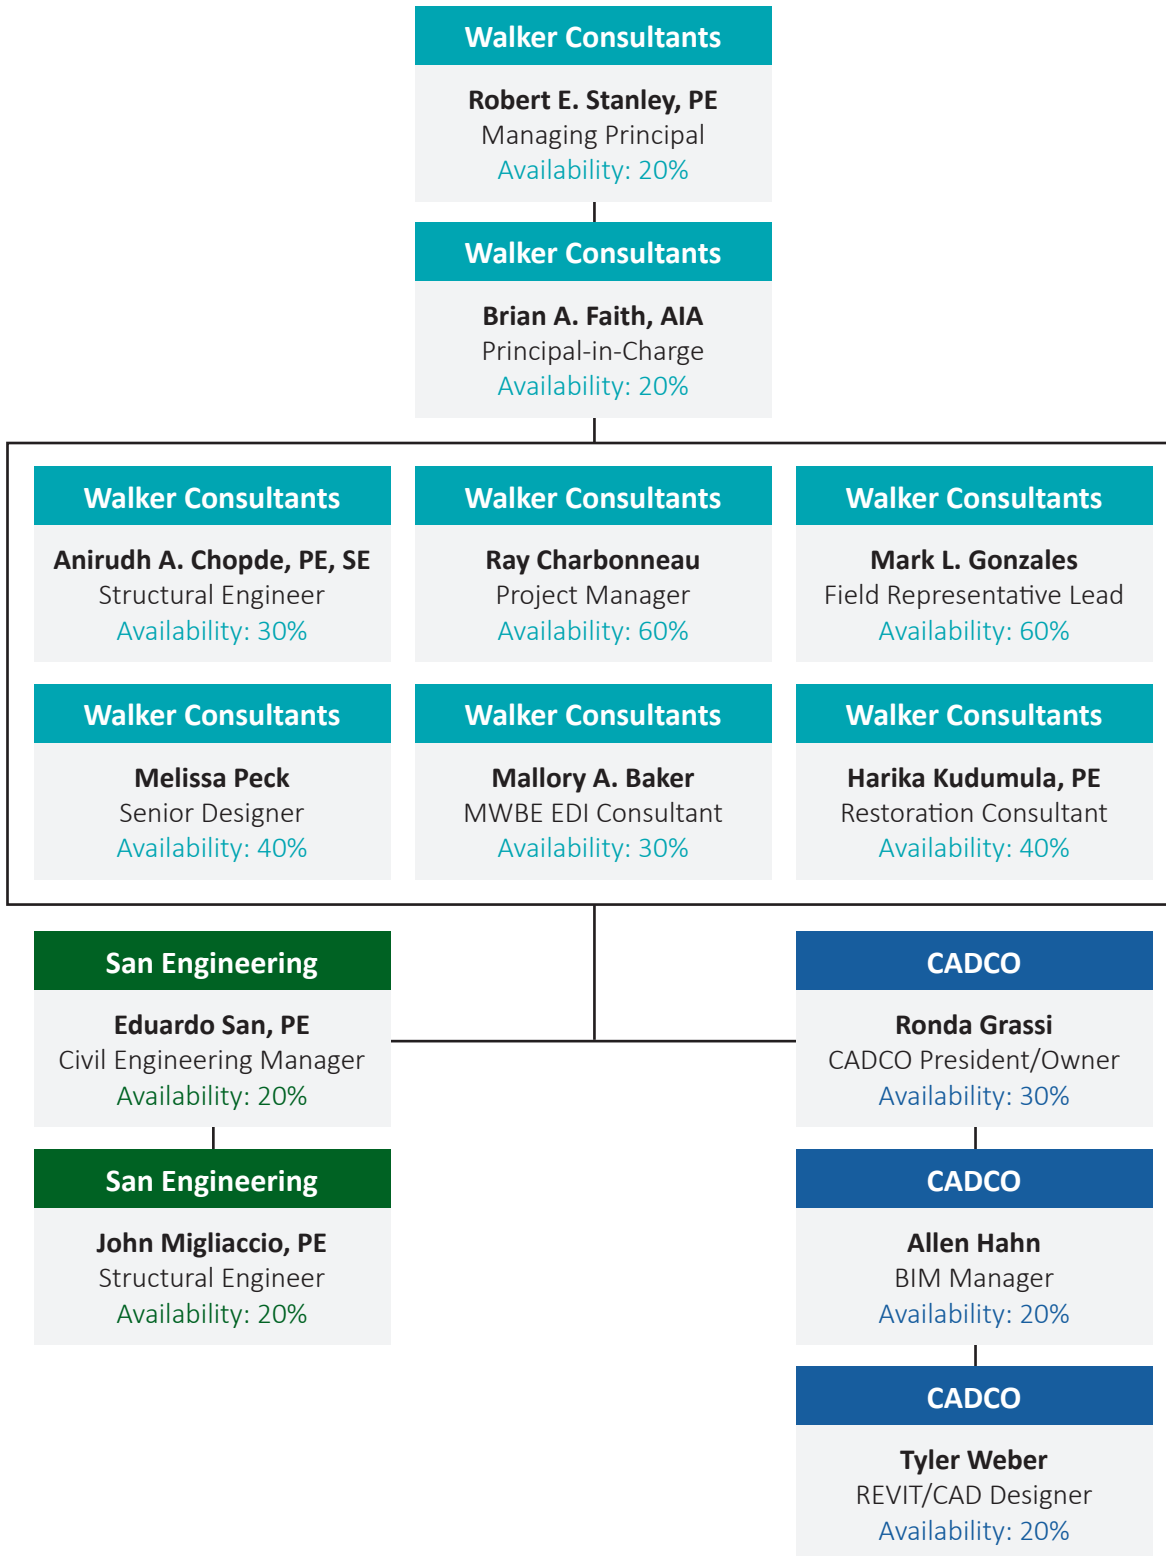 Walker Consultants
Robert E. Stanley, PE
Managing Principal
Availability: 20%
Walker Consultants
Brian A. Faith, AIA
Principal-in-Charge
Availability: 20%
Walker Consultants
Anirudh A. Chopde, PE, SE
Structural Engineer
Availability: 30%
Walker Consultants
Ray Charbonneau
Project Manager
Availability: 60%
Walker Consultants
Mark L. Gonzales
Field Representative Lead
Availability: 60%
Walker Consultants
Melissa Peck
Senior Designer
Availability: 40%
Walker Consultants
Mallory A. Baker
MWBE EDI Consultant
Availability: 30%
Walker Consultants
Harika Kudumula, PE
Restoration Consultant
Availability: 40%
San Engineering
Eduardo San, PE
Civil Engineering Manager
Availability: 20%
San Engineering
John Migliaccio, PE
Structural Engineer
Availability: 20%
CADCO
Ronda Grassi
CADCO President/Owner
Availability: 30%
CADCO
Allen Hahn
BIM Manager
Availability: 20%
CADCO
Tyler Weber
REVIT/CAD Designer
Availability: 20%